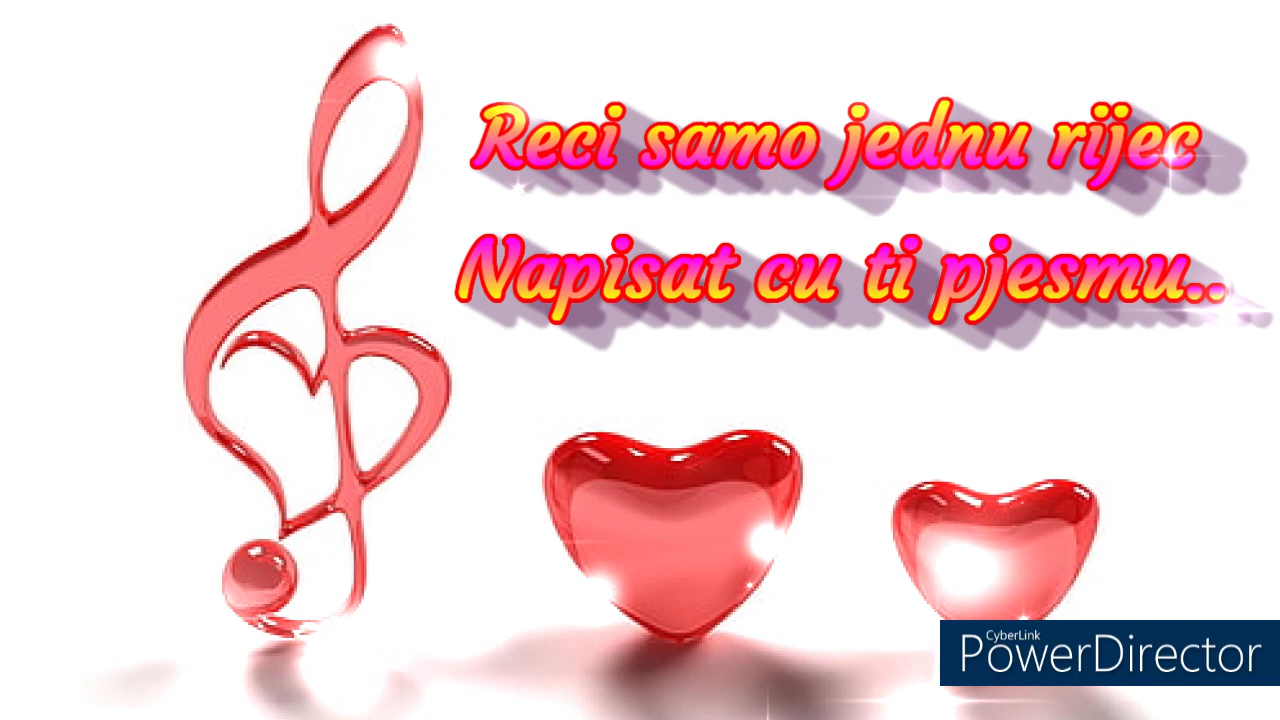 Reci samo jednu rijec
Napisat cu ti pjesmu..
CyberLink
PowerDirector